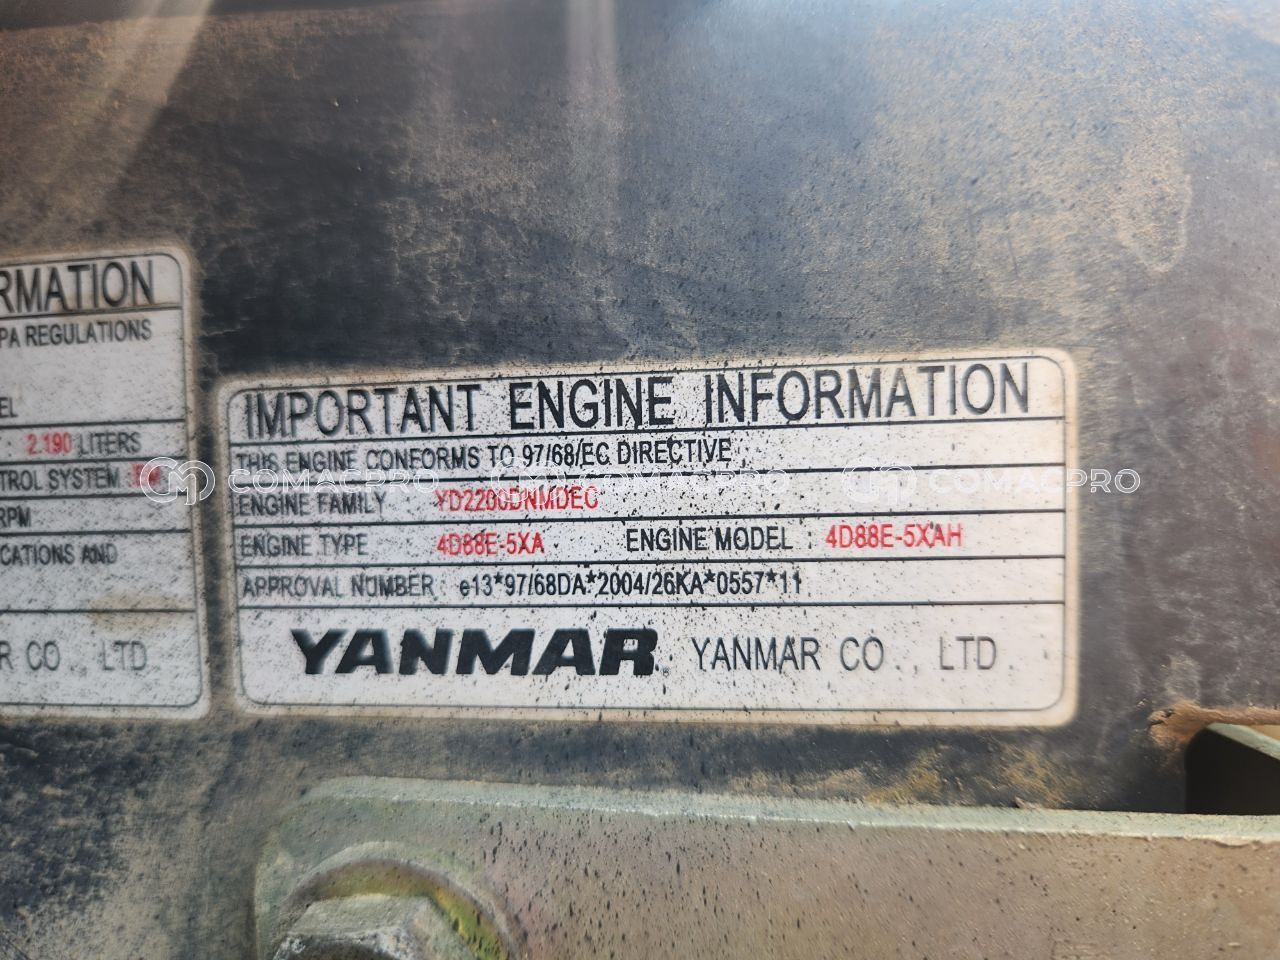 RMATION
PA REGULATIONS
EL
: 2.190 LITERS
TROL SYSTEM :
RPM
CATIONS AND
R CO., LTD
IMPORTANT ENGINE INFORMATION
THIS ENGINE CONFORMS TO 97/68/EC DIRECTIVE
ENGINE FAMILY YD2200DNMDEC
ENGINE TYPE 4D88E-5XA ENGINE MODEL : 4D88E-5XAH
APPROVAL NUMBER: e13*97/68DA*2004/26KA*0557*11
YANMAR® YANMAR CO., LTD.
COMACPRO COMACPRO COMACPRO